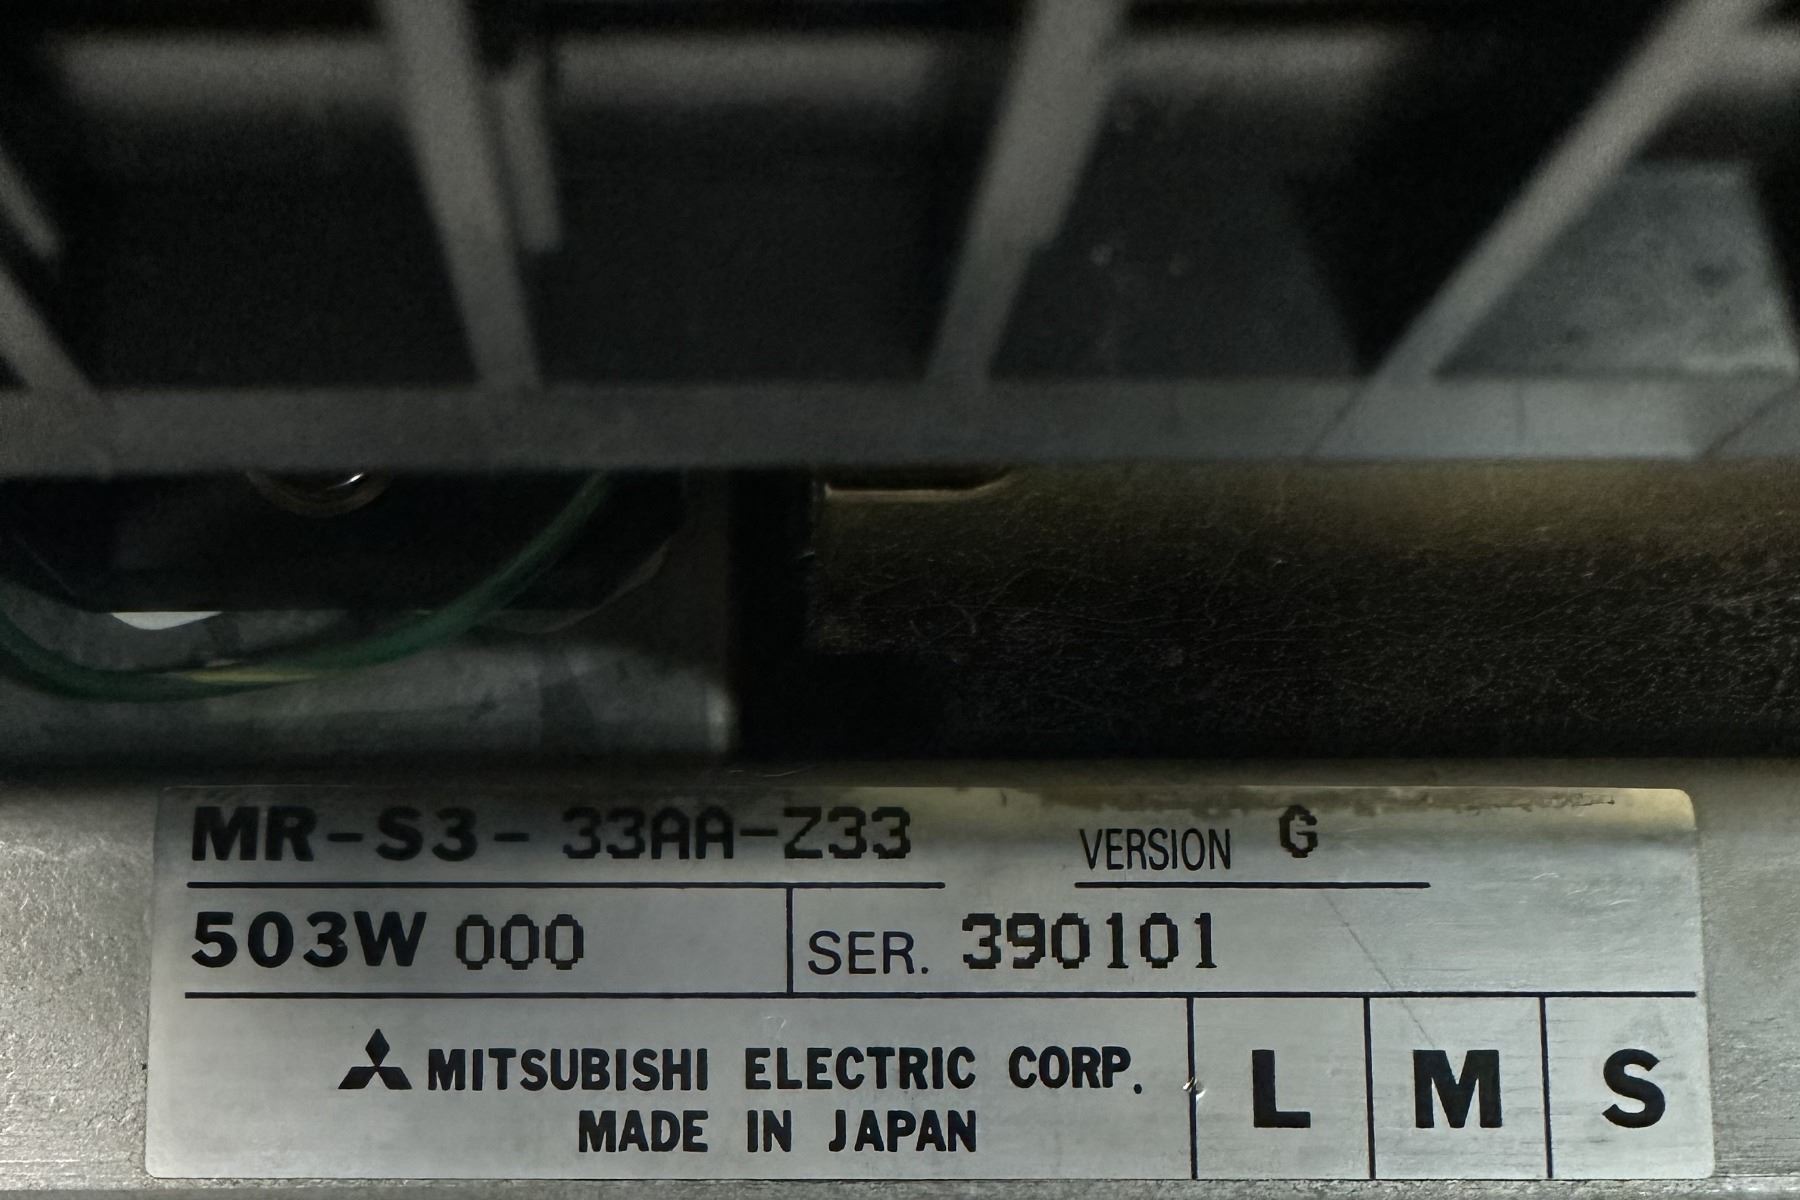 MR-S3-33AA-Z33 VERSION G
503W 000 SER. 390101
MITSUBISHI ELECTRIC CORP. L M S
MADE IN JAPAN